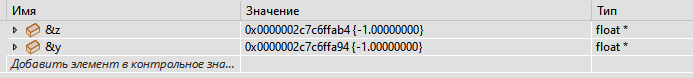 Имя Значение Тип
&z 0x0000002c7c6ffab4 {-1.00000000} float *
&y 0x0000002c7c6ffa94 {-1.00000000} float *
Добавить элемент в контрольное зна...